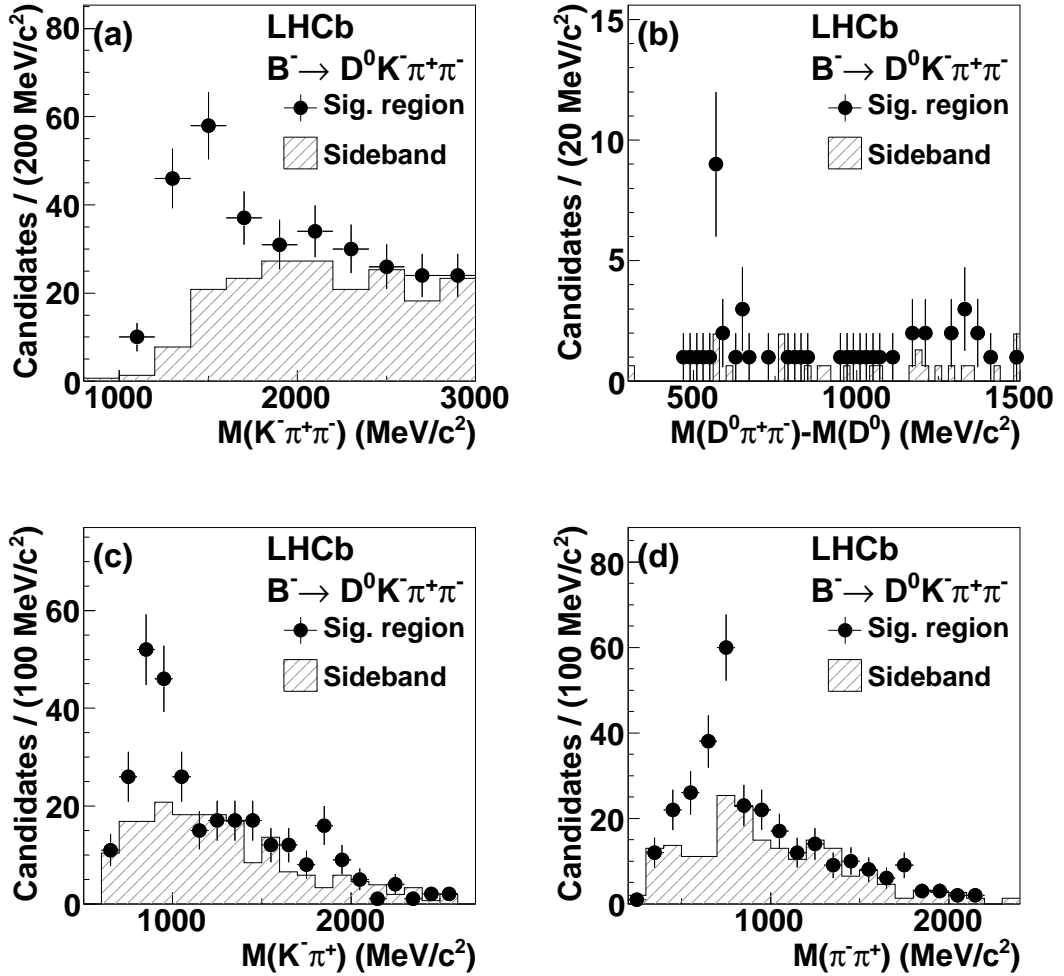 (a)
LHCb
B⁻→ D⁰K⁻π⁺π⁻
Sig. region
Sideband
Candidates / (200 MeV/c²)
0
20
40
60
80
1000
2000
3000
M(K⁻π⁺π⁻) (MeV/c²)
(b)
LHCb
B⁻→ D⁰K⁻π⁺π⁻
Sig. region
Sideband
Candidates / (20 MeV/c²)
0
5
10
15
500
1000
1500
M(D⁰π⁺π⁻)-M(D⁰) (MeV/c²)
(c)
LHCb
B⁻→ D⁰K⁻π⁺π⁻
Sig. region
Sideband
Candidates / (100 MeV/c²)
0
20
40
60
1000
2000
M(K⁻π⁺) (MeV/c²)
(d)
LHCb
B⁻→ D⁰K⁻π⁺π⁻
Sig. region
Sideband
Candidates / (100 MeV/c²)
0
20
40
60
80
1000
2000
M(π⁻π⁺) (MeV/c²)